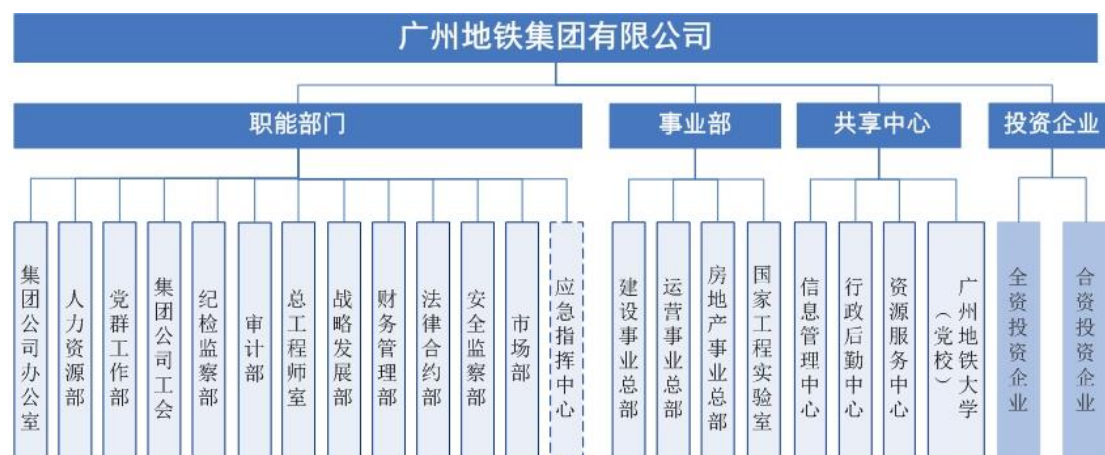 广州地铁集团有限公司
职能部门
事业部
共享中心
投资企业
集团公司办公室
人力资源部
党群工作部
集团公司工会
纪检监察部
审计部
总工程师室
战略发展部
财务管理部
法律合约部
安全监察部
市场部
应急指挥中心
建设事业总部
运营事业总部
房地产事业总部
国家工程实验室
信息管理中心
行政后勤中心
资源服务中心
广州地铁大学
（党校）
全资投资企业
合资投资企业